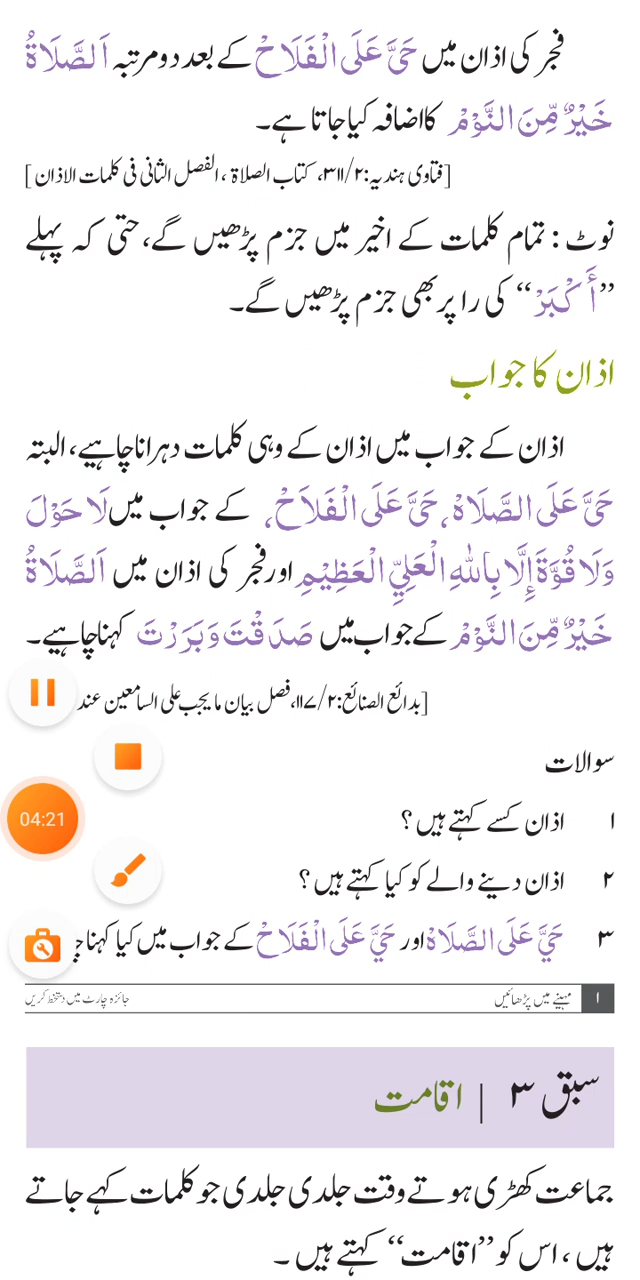 فجر کی اذان میں حَیَّ عَلَی الْفَلَاحْ کے بعد دو مرتبہ اَلصَّلَاۃُ
خَیْرٌ مِّنَ النَّوْمْ کا اضافہ کیا جاتا ہے۔
[فتاوی ہندیہ:۲/۳۱۱، کتاب الصلاۃ، الفصل الثانی فی کلمات الاذان]
نوٹ : تمام کلمات کے اخیر میں جزم پڑھیں گے، حتی کہ پہلے
”أَکْبَرْ“ کی را پر بھی جزم پڑھیں گے۔
اذان کا جواب
اذان کے جواب میں اذان کے وہی کلمات دہرانا چاہیے، البتہ
حَیَّ عَلَی الصَّلَاہْ، حَیَّ عَلَی الْفَلَاحْ، کے جواب میں لَا حَوْلَ
وَلَا قُوَّۃَ إِلَّا بِاللّٰہِ الْعَلِیِّ الْعَظِیْمِ اور فجر کی اذان میں اَلصَّلَاۃُ
خَیْرٌ مِّنَ النَّوْمْ کے جواب میں صَدَقْتَ وَبَرَرْتَ کہنا چاہیے۔
[بدائع الصنائع:۲/۱۱۷، فصل بیان ما یجب علی السامعین عند
سوالات
۱ اذان کسے کہتے ہیں؟
۲ اذان دینے والے کو کیا کہتے ہیں؟
۳ حَیَّ عَلَی الصَّلَاہْ اور حَیَّ عَلَی الْفَلَاحْ کے جواب میں کیا کہنا
04:21
۱ مہینے میں پڑھائیں جائزہ چارٹ میں دستخط کریں
سبق ۳ | اقامت
جماعت کھڑی ہوتے وقت جلدی جلدی جو کلمات کہے جاتے
ہیں، اس کو ”اقامت“ کہتے ہیں۔